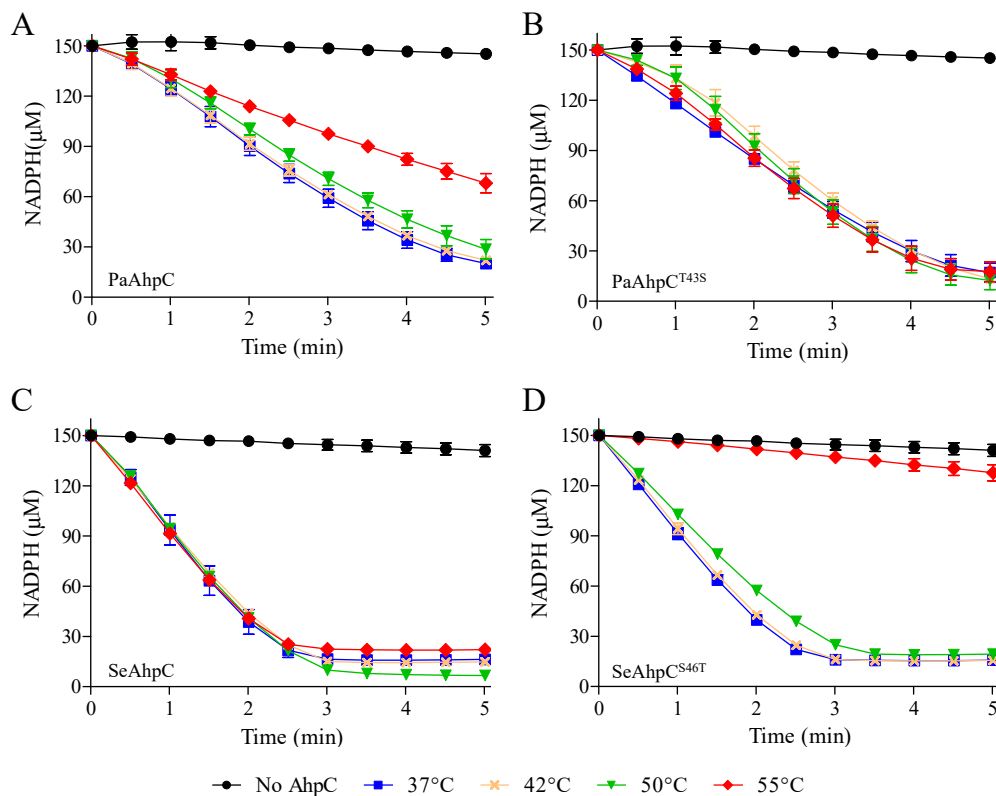 A
NADPH(μM)
150
120
90
60
30
0
PaAhpC
0 1 2 3 4 5
Time (min)
B
NADPH (μM)
150
120
90
60
30
0
PaAhpC^T43S
0 1 2 3 4 5
Time (min)
C
NADPH (μM)
150
120
90
60
30
0
SeAhpC
0 1 2 3 4 5
Time (min)
D
NADPH (μM)
150
120
90
60
30
0
SeAhpC^S46T
0 1 2 3 4 5
Time (min)
No AhpC 37°C 42°C 50°C 55°C